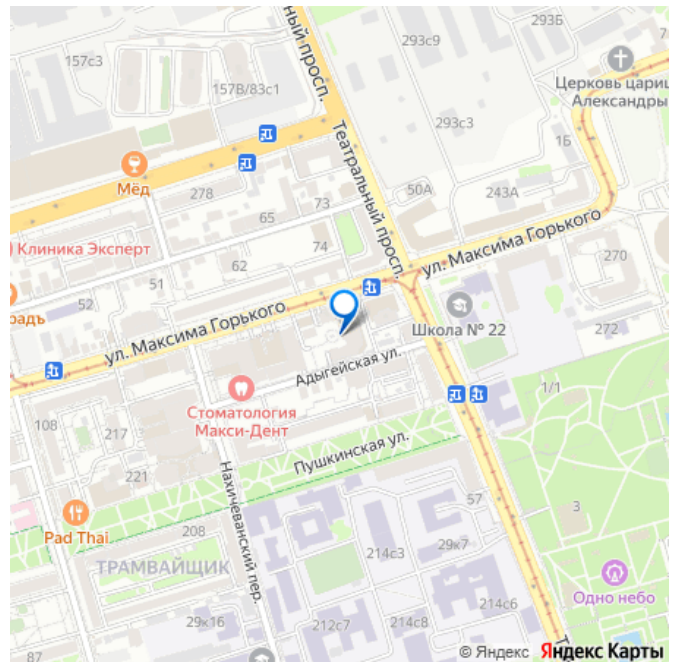 293Б
293с9
157с3
157В/83с1
Театральный просп.
Церковь цариц
Александры
293с3
1Б
Мёд
278
50А
243А
73
65
74
ул. Максима Горького
Клиника Эксперт
62
51
270
52
радъ
ул. Максима Горького
Школа № 22
272
Адыгейская ул.
1/1
Стоматология
Макси-Дент
108
217
Пушкинская ул.
221
Нахичеванский пер.
57
3
Pad Thai
208
29к7
214с3
ТРАМВАЙЩИК
Одно небо
214с6
29к16
212с7
214с8
87
© Яндекс Яндекс Карты